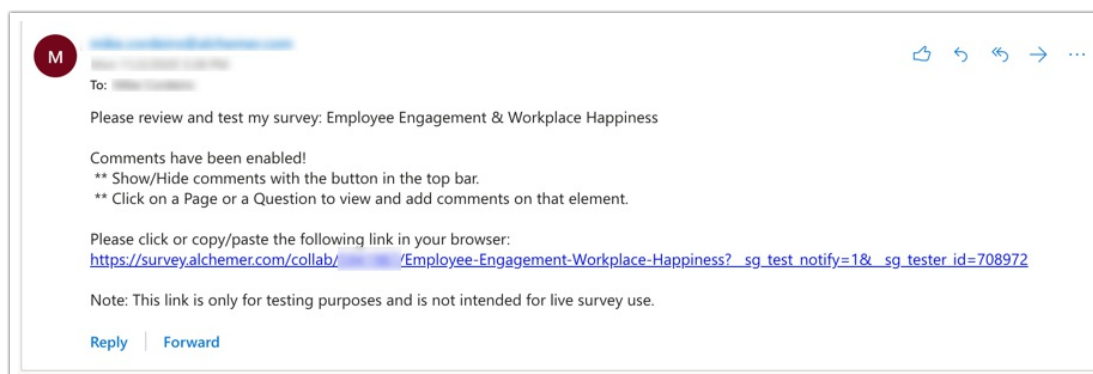 M
To:
Please review and test my survey: Employee Engagement & Workplace Happiness
Comments have been enabled!
** Show/Hide comments with the button in the top bar.
** Click on a Page or a Question to view and add comments on that element.
Please click or copy/paste the following link in your browser:
https://survey.alchemer.com/collab/ /Employee-Engagement-Workplace-Happiness?__sg_test_notify=1&__sg_tester_id=708972
Note: This link is only for testing purposes and is not intended for live survey use.
Reply Forward